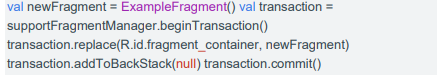 val newFragment = ExampleFragment() val transaction =
supportFragmentManager.beginTransaction()
transaction.replace(R.id.fragment_container, newFragment)
transaction.addToBackStack(null) transaction.commit()